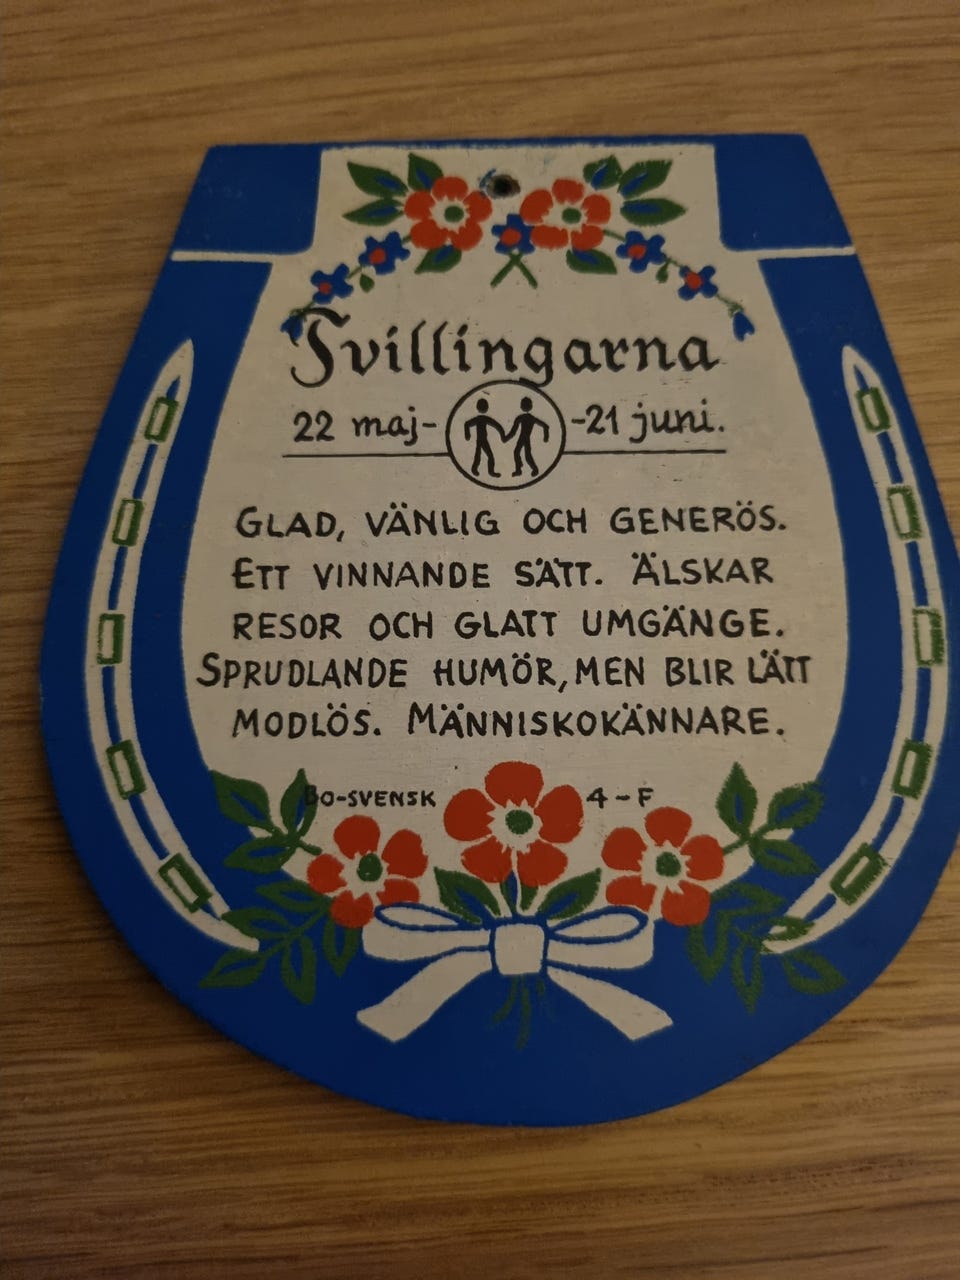 Tvillingarna
22 maj- -21 juni.
GLAD, VÄNLIG OCH GENERÖS.
ETT VINNANDE SÄTT. ÄLSKAR
RESOR OCH GLATT UMGÄNGE.
SPRUDLANDE HUMÖR, MEN BLIR LÄTT
MODLÖS. MÄNNISKOKÄNNARE.
BO-SVENSK 4-F